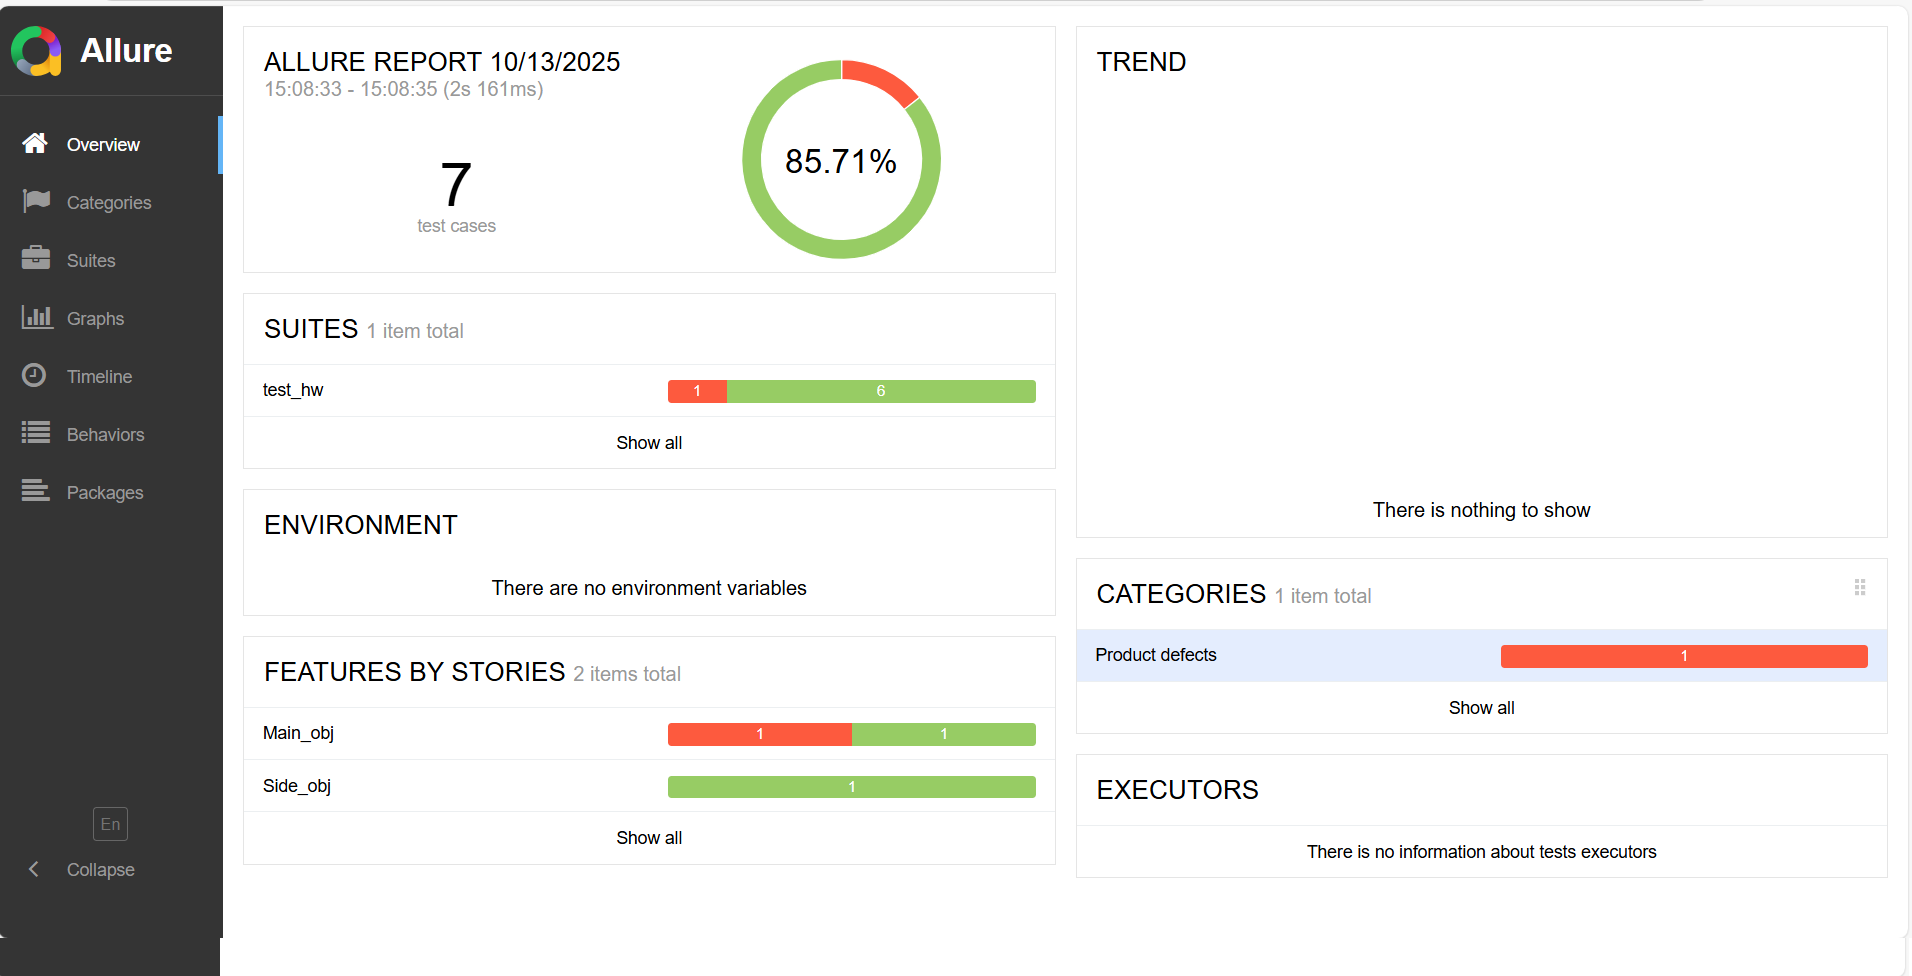 Allure
Overview
Categories
Suites
Graphs
Timeline
Behaviors
Packages
En
Collapse
ALLURE REPORT 10/13/2025
15:08:33 - 15:08:35 (2s 161ms)
7
test cases
85.71%
SUITES 1 item total
test_hw 1 6
Show all
ENVIRONMENT
There are no environment variables
FEATURES BY STORIES 2 items total
Main_obj 1 1
Side_obj 1
Show all
TREND
There is nothing to show
CATEGORIES 1 item total
Product defects 1
Show all
EXECUTORS
There is no information about tests executors